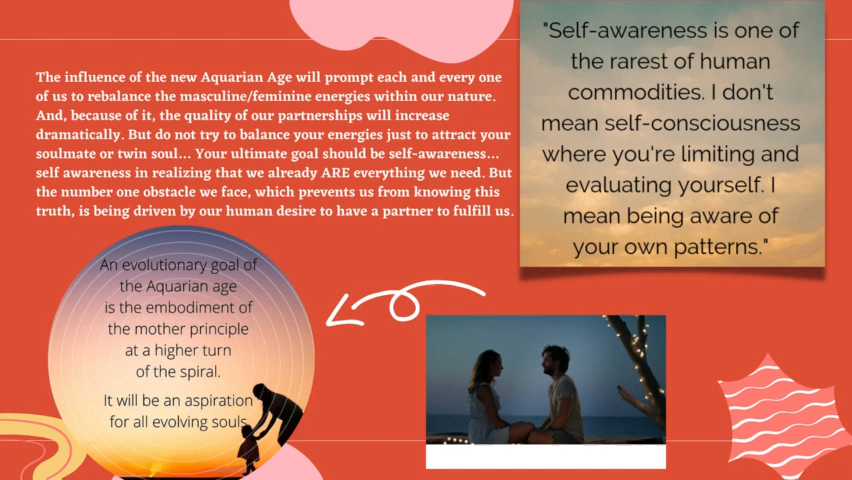 The influence of the new Aquarian Age will prompt each and every one
of us to rebalance the masculine/feminine energies within our nature.
And, because of it, the quality of our partnerships will increase
dramatically. But do not try to balance your energies just to attract your
soulmate or twin soul... Your ultimate goal should be self-awareness...
self awareness in realizing that we already ARE everything we need. But
the number one obstacle we face, which prevents us from knowing this
truth, is being driven by our human desire to have a partner to fulfill us.
"Self-awareness is one of
the rarest of human
commodities. I don't
mean self-consciousness
where you're limiting and
evaluating yourself. I
mean being aware of
your own patterns."
An evolutionary goal of
the Aquarian age
is the embodiment of
the mother principle
at a higher turn
of the spiral.
It will be an aspiration
for all evolving souls.